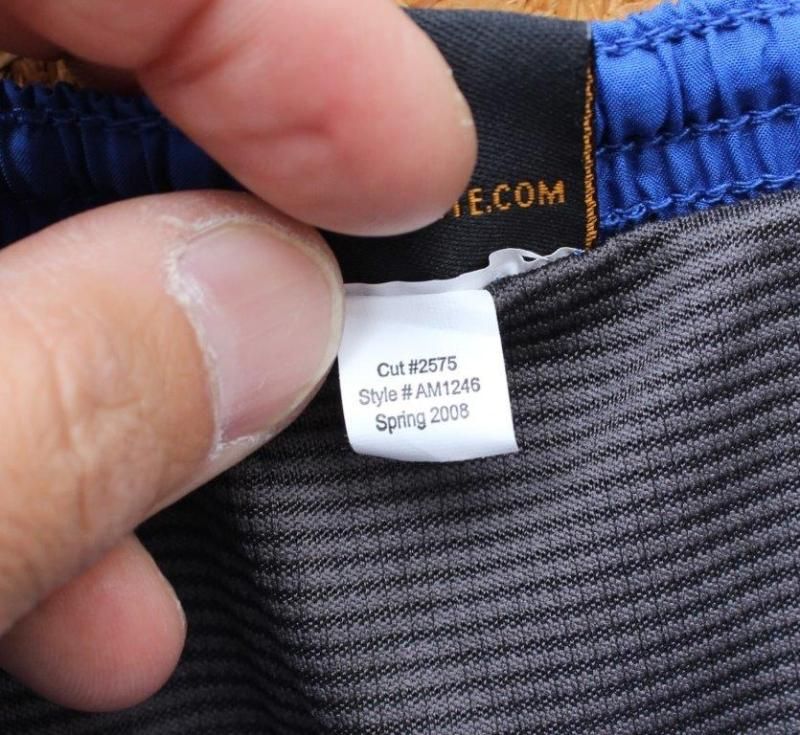 TE.COM
Cut #2575
Style # AM1246
Spring 2008